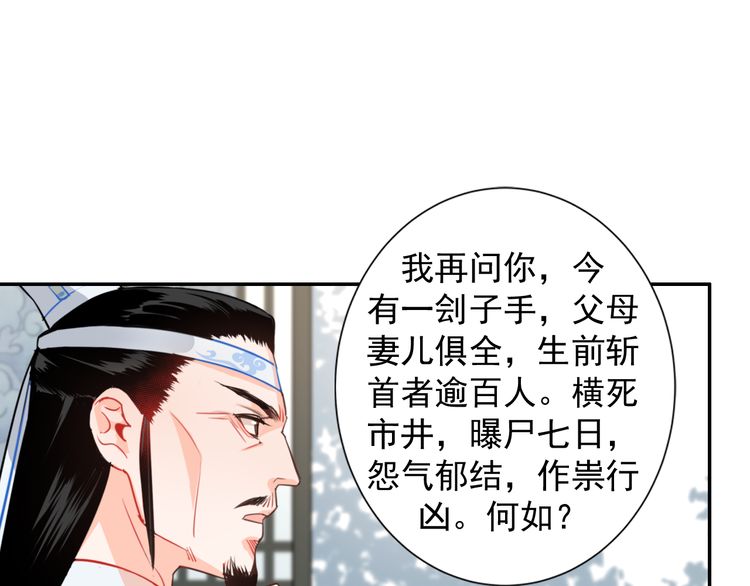 我再问你，今
有一刽子手，父母
妻儿俱全，生前斩
首者逾百人。横死
市井，曝尸七日，
怨气郁结，作祟行
凶。何如？